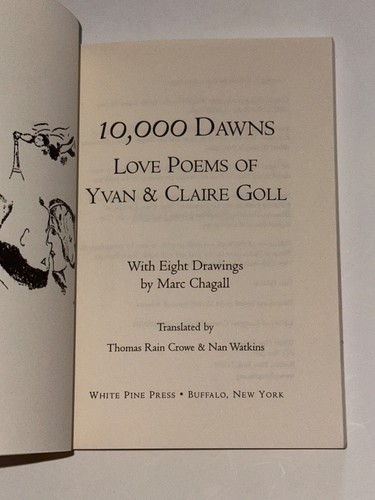 10,000 DAWNS
LOVE POEMS OF
YVAN & CLAIRE GOLL
With Eight Drawings
by Marc Chagall
Translated by
Thomas Rain Crowe & Nan Watkins
WHITE PINE PRESS • BUFFALO, NEW YORK